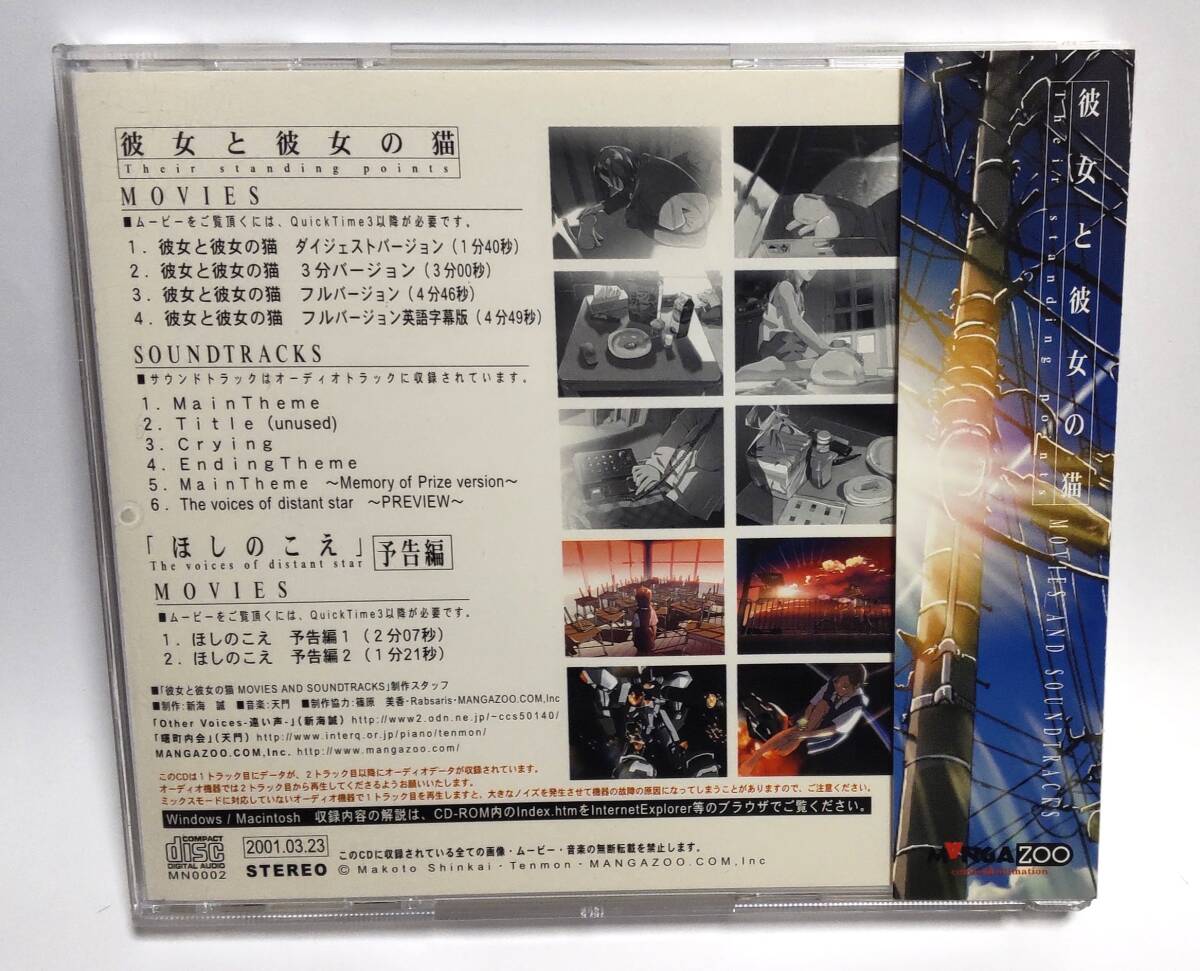 彼女と彼女の猫
Their standing points
MOVIES
■ムービーをご覧頂くには、QuickTime3以降が必要です。
1. 彼女と彼女の猫 ダイジェストバージョン(1分40秒)
2. 彼女と彼女の猫 3分バージョン(3分00秒)
3. 彼女と彼女の猫 フルバージョン(4分46秒)
4. 彼女と彼女の猫 フルバージョン英語字幕版(4分49秒)
SOUNDTRACKS
■サウンドトラックはオーディオトラックに収録されています。
1. MainTheme
2. Title (unused)
3. Crying
4. EndingTheme
5. MainTheme ～Memory of Prize version～
6. The voices of distant star ～PREVIEW～
「ほしのこえ」予告編
The voices of distant star
MOVIES
■ムービーをご覧頂くには、QuickTime3以降が必要です。
1. ほしのこえ 予告編1(2分07秒)
2. ほしのこえ 予告編2(1分21秒)
■「彼女と彼女の猫 MOVIES AND SOUNDTRACKS」制作スタッフ
■制作:新海 誠 ■音楽:天門 ■制作協力:篠原 美香・Rabsaris・MANGAZOO.COM,Inc
「Other Voices-遠い声-」(新海誠) http://www2.odn.ne.jp/~ccs50140/
「曙町内会」(天門) http://www.interq.or.jp/piano/tenmon/
MANGAZOO.COM,Inc. http://www.mangazoo.com/
このCDは1トラック目にデータが、2トラック目以降にオーディオデータが収録されています。
オーディオ機器では2トラック目から再生してくださるようお願いいたします。
ミックスモードに対応していないオーディオ機器で1トラック目を再生しますと、大きなノイズを発生させて機器の故障の原因になってしまうことがありますので、ご注意ください。
Windows / Macintosh 収録内容の解説は、CD-ROM内のIndex.htmをInternetExplorer等のブラウザでご覧ください。
COMPACT
disc
DIGITAL AUDIO
MN0002
2001.03.23
STEREO
このCDに収録されている全ての画像・ムービー・音楽の無断転載を禁止します。
© Makoto Shinkai・Tenmon・MANGAZOO.COM,Inc
彼女と彼女の猫
Their standing points
MOVIES AND SOUNDTRACKS
MANGAZOO